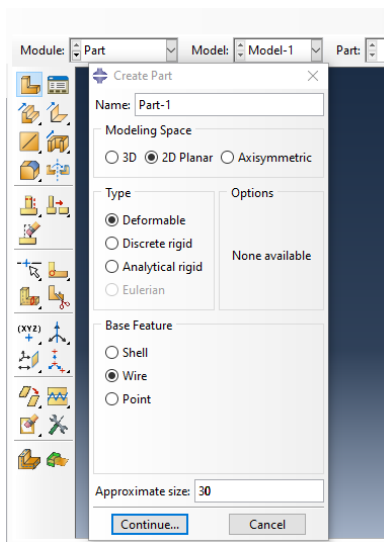 Module: Part Model: Model-1 Part:
Create Part
Name: Part-1
Modeling Space
3D 2D Planar Axisymmetric
Type Options
Deformable
Discrete rigid None available
Analytical rigid
Eulerian
Base Feature
Shell
Wire
Point
(XYZ)
Approximate size: 30
Continue... Cancel